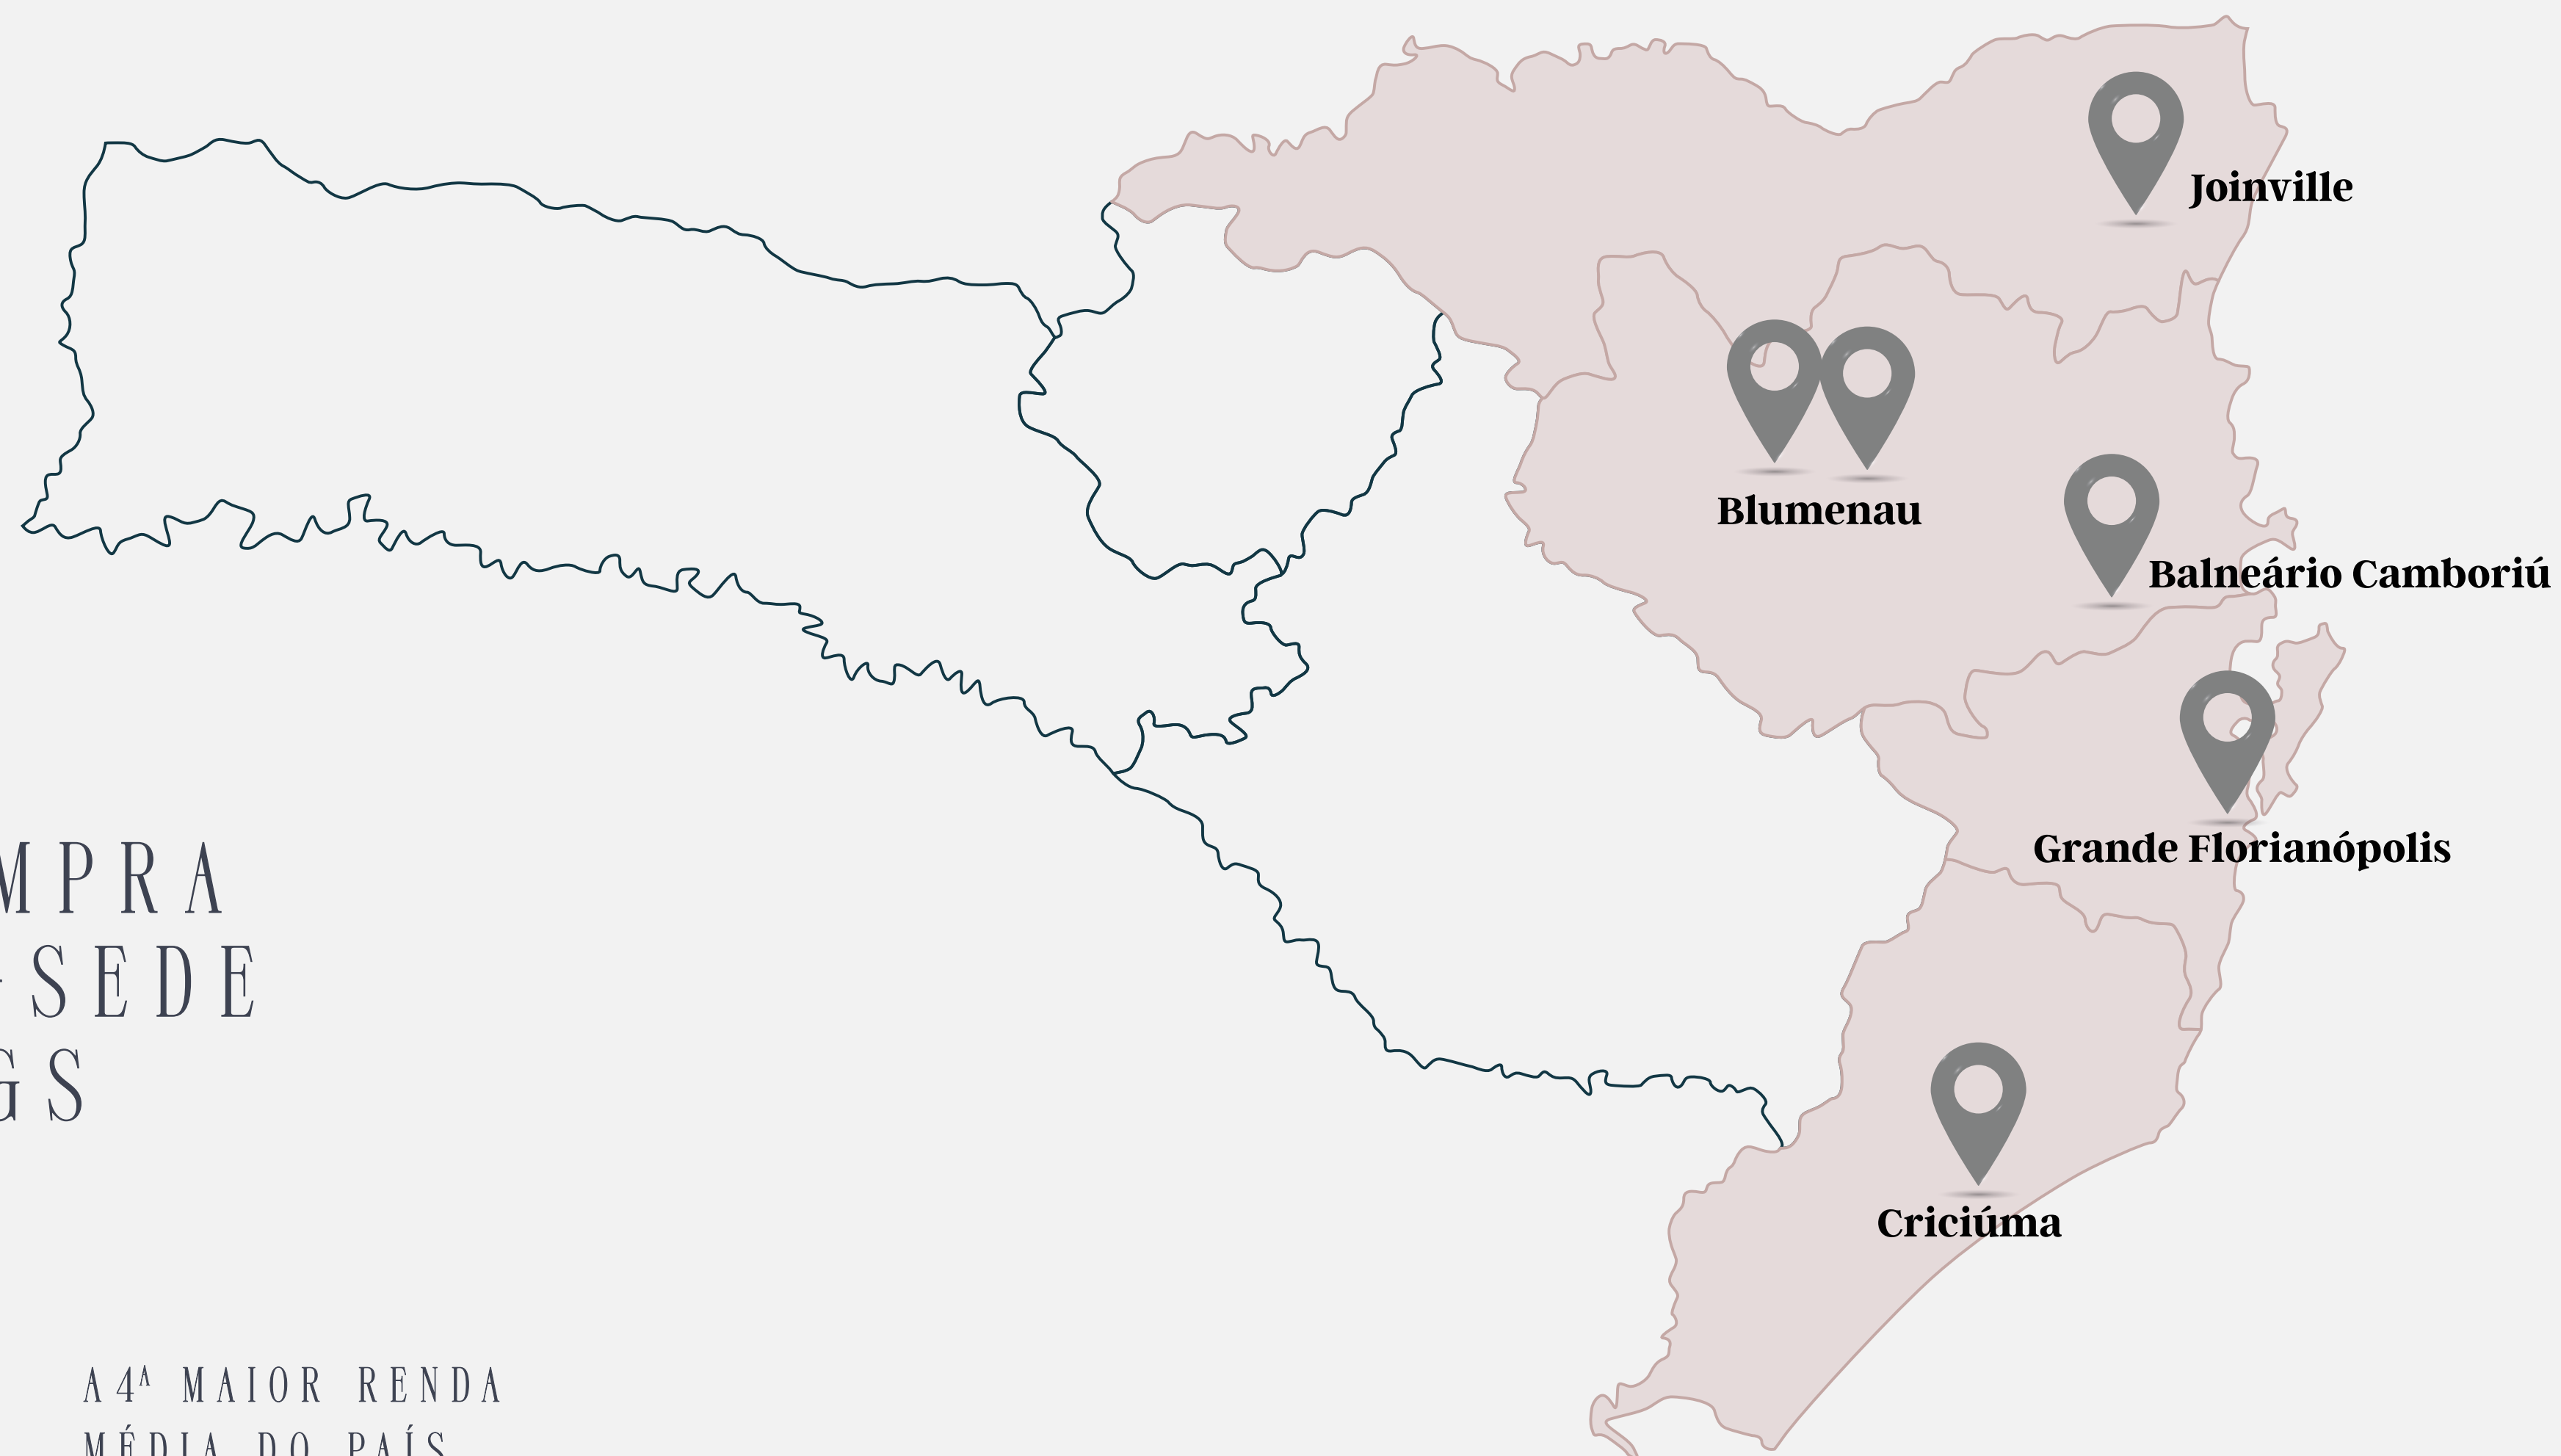 Joinville
Blumenau
Balneário Camboriú
Grande Florianópolis
Criciúma
MPRA
-SEDE
GS
A 4ª MAIOR RENDA
MÉDIA DO PAÍS